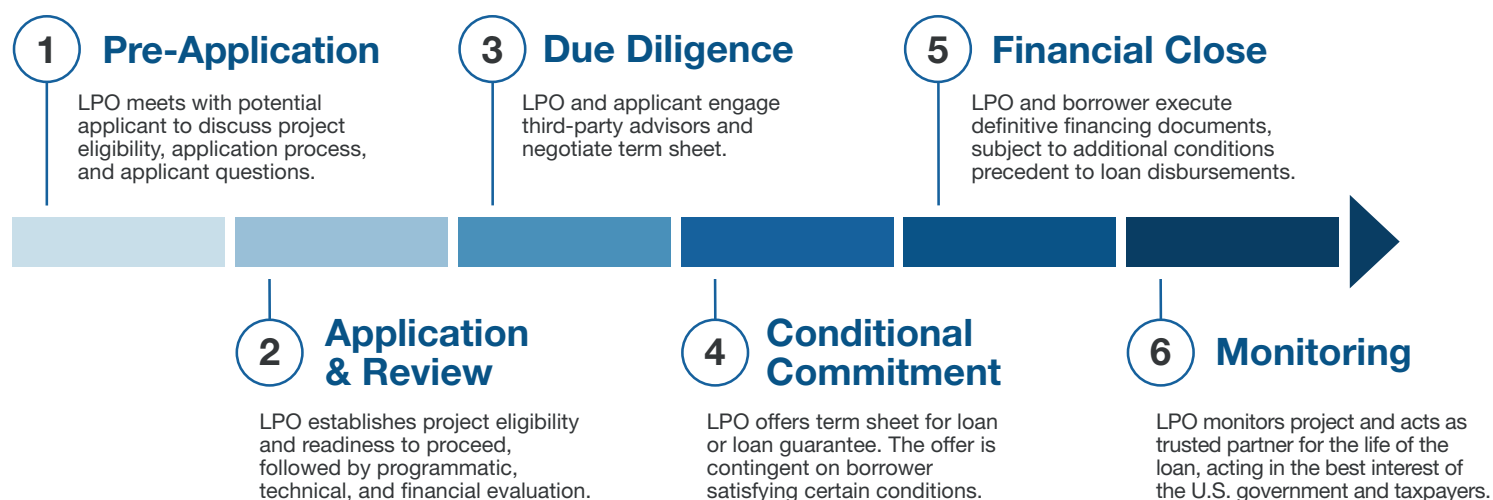 1
Pre-Application
LPO meets with potential
applicant to discuss project
eligibility, application process,
and applicant questions.
2
Application
& Review
LPO establishes project eligibility
and readiness to proceed,
followed by programmatic,
technical, and financial evaluation.
3
Due Diligence
LPO and applicant engage
third-party advisors and
negotiate term sheet.
4
Conditional
Commitment
LPO offers term sheet for loan
or loan guarantee. The offer is
contingent on borrower
satisfying certain conditions.
5
Financial Close
LPO and borrower execute
definitive financing documents,
subject to additional conditions
precedent to loan disbursements.
6
Monitoring
LPO monitors project and acts as
trusted partner for the life of the
loan, acting in the best interest of
the U.S. government and taxpayers.